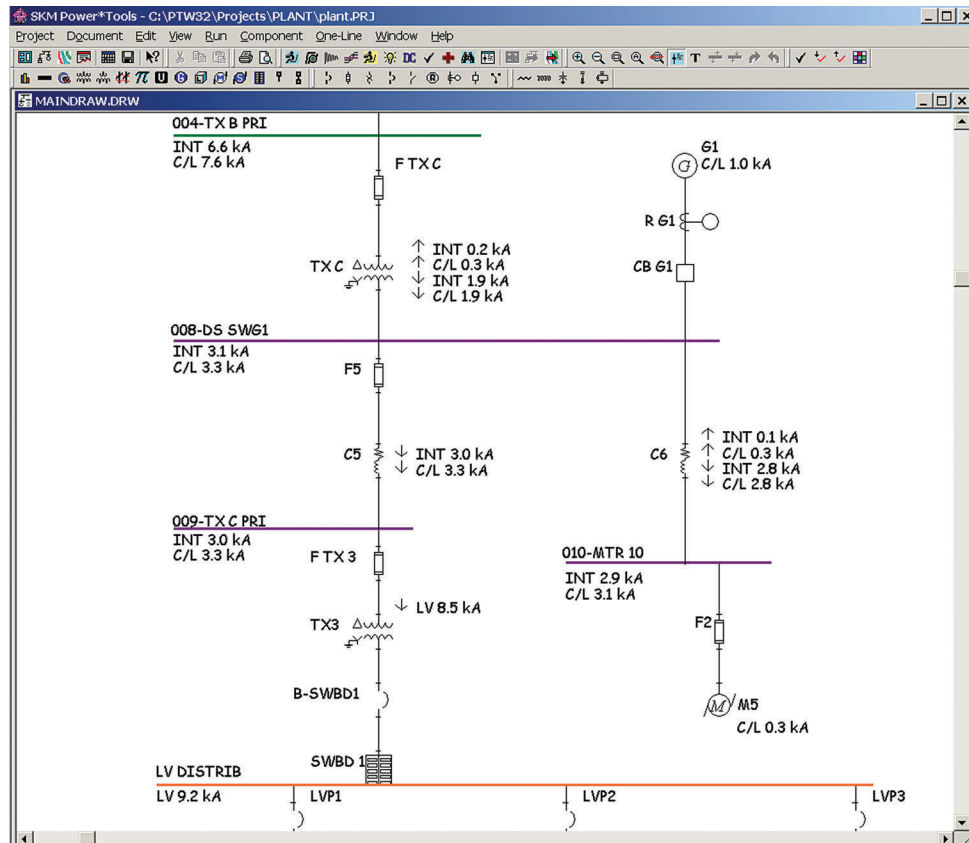 SKM Power*Tools - C:\PTW32\Projects\PLANT\plant.PRJ
Project Document Edit View Run Component One-Line Window Help
MAINDRAW.DRW
004-TX B PRI
INT 6.6 kA
C/L 7.6 kA
F TX C
G1
G
C/L 1.0 kA
R G1
TX C
INT 0.2 kA
C/L 0.3 kA
INT 1.9 kA
C/L 1.9 kA
CB G1
008-DS SWG1
INT 3.1 kA
C/L 3.3 kA
F5
C5
INT 3.0 kA
C/L 3.3 kA
C6
INT 0.1 kA
C/L 0.3 kA
INT 2.8 kA
C/L 2.8 kA
009-TX C PRI
INT 3.0 kA
C/L 3.3 kA
F TX 3
010-MTR 10
INT 2.9 kA
C/L 3.1 kA
LV 8.5 kA
TX3
F2
B-SWBD1
M
M5
C/L 0.3 kA
SWBD 1
LV DISTRIB
LV 9.2 kA
LVP1
LVP2
LVP3